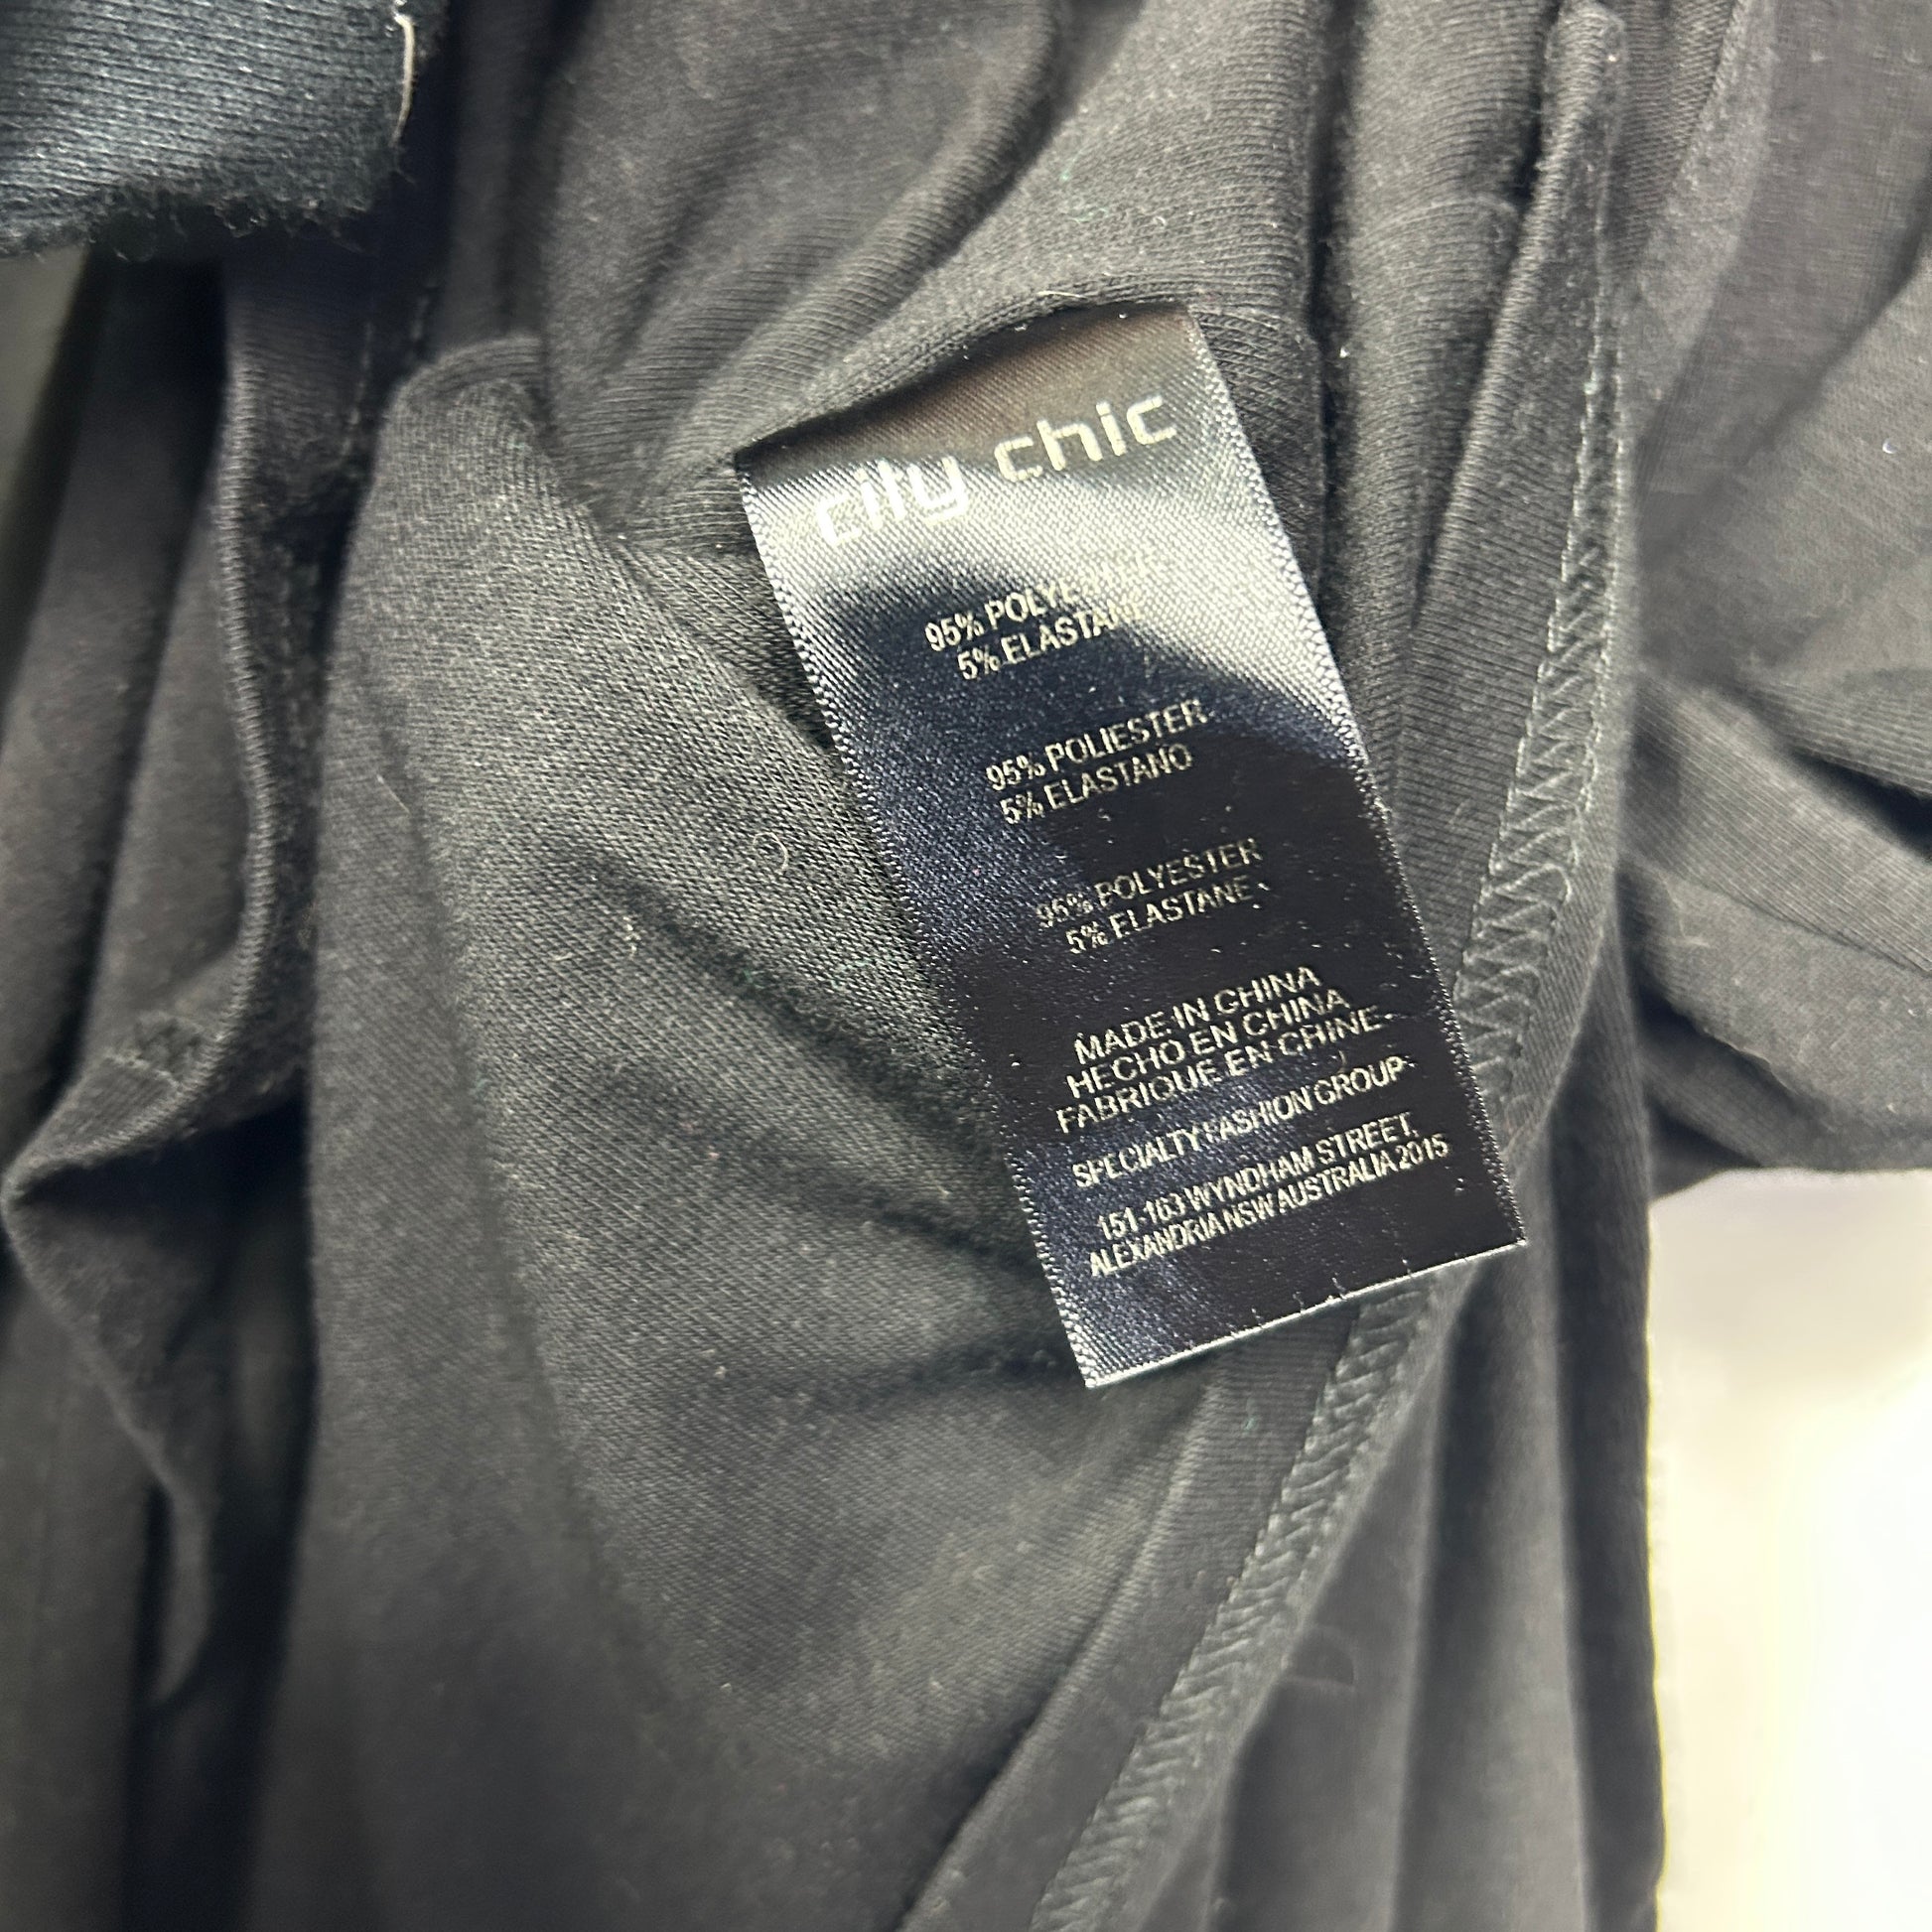 city chic
95% POLYESTER
5% ELASTANE
95% POLIESTER
5% ELASTANO
95% POLYESTER
5% ELASTANE
MADE IN CHINA
HECHO EN CHINA
FABRIQUE EN CHINE
SPECIALTY FASHION GROUP
151-163 WYNDHAM STREET,
ALEXANDRIA NSW AUSTRALIA 2015